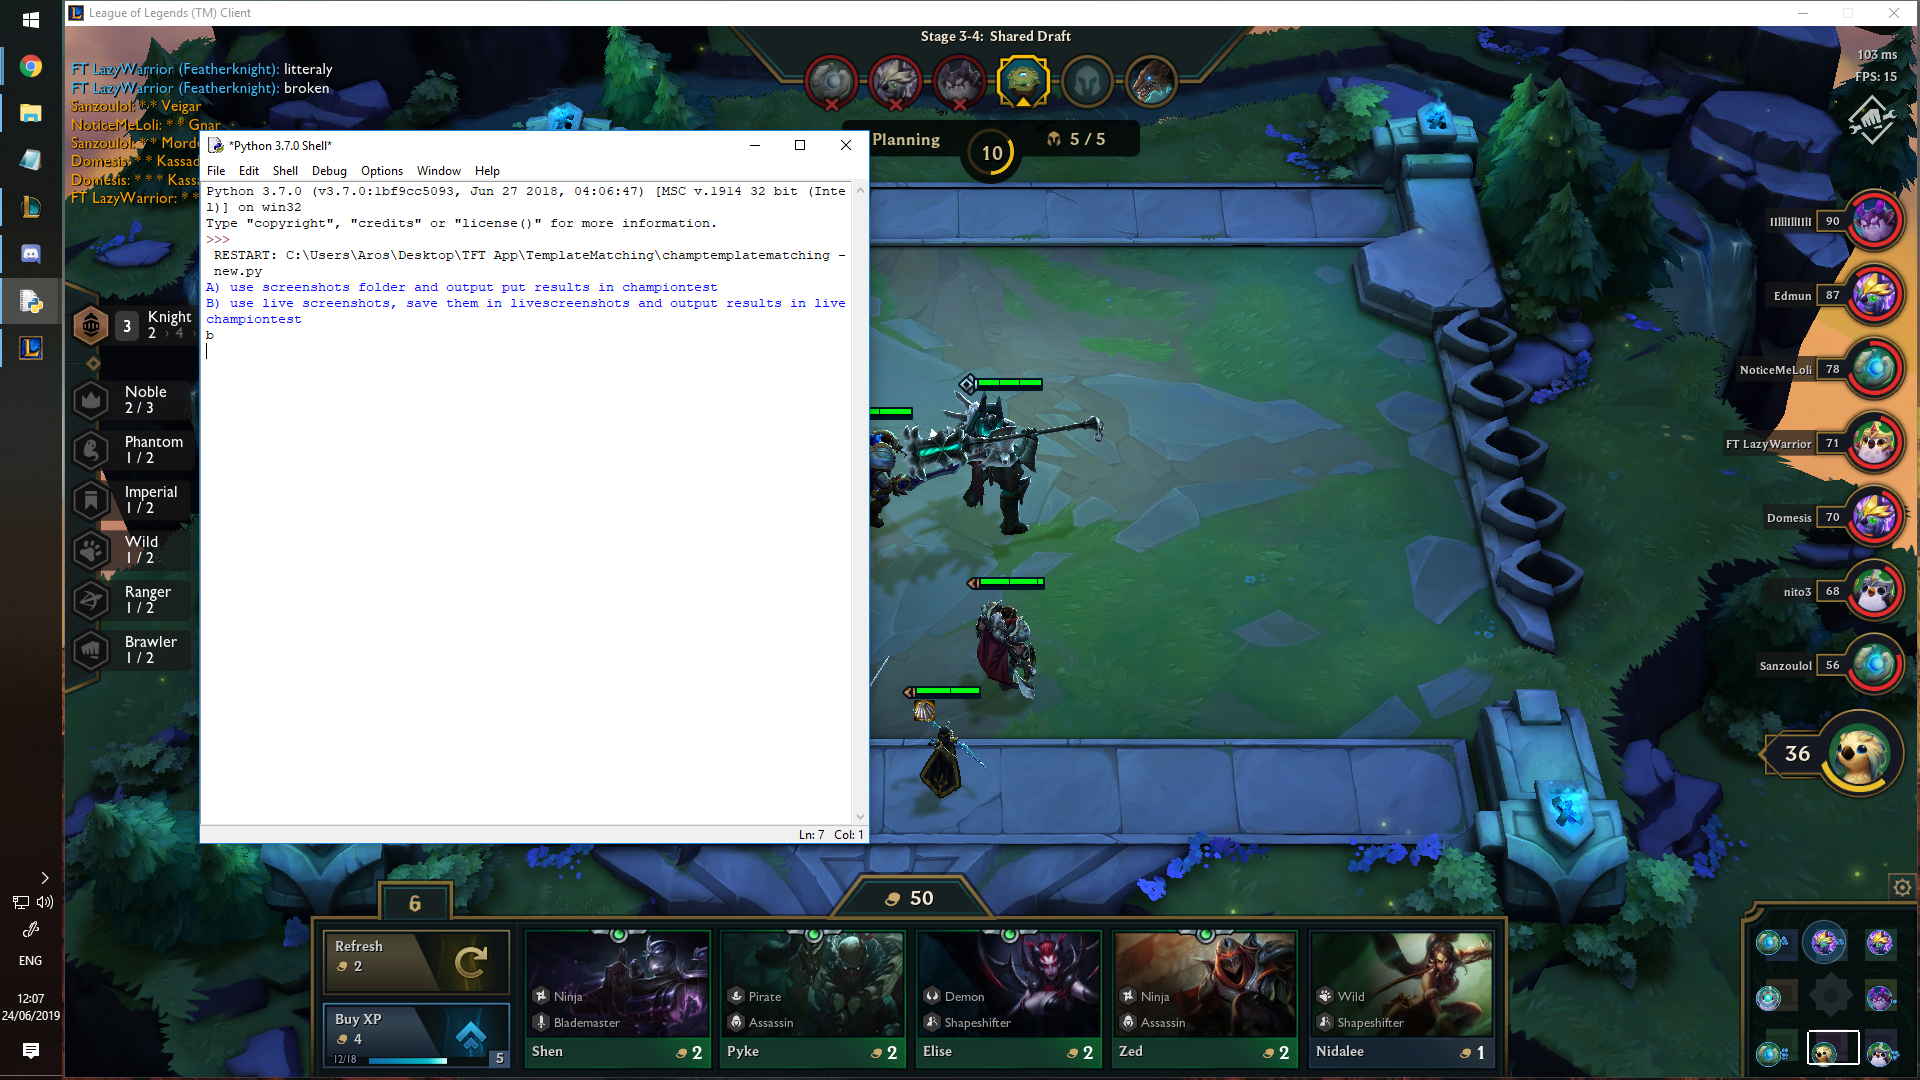 League of Legends (TM) Client
Stage 3-4: Shared Draft
103 ms
FPS: 15
FT LazyWarrior (Featherknight): litteraly
FT LazyWarrior (Featherknight): broken
Sanzoulol: * * Veigar
NoticeMeLoli: * * Gnar
Sanzoulol: * * Morde
Domesis: * * Kassad
Domesis: * * * Kassa
FT LazyWarrior: * *
Planning
10
5 / 5
*Python 3.7.0 Shell*
File Edit Shell Debug Options Window Help
Python 3.7.0 (v3.7.0:1bf9cc5093, Jun 27 2018, 04:06:47) [MSC v.1914 32 bit (Inte
l)] on win32
Type "copyright", "credits" or "license()" for more information.
>>>
RESTART: C:\Users\Aros\Desktop\TFT App\TemplateMatching\champtemplatematching -
new.py
A) use screenshots folder and output put results in championtest
B) use live screenshots, save them in livescreenshots and output results in live
championtest
b
Ln: 7 Col: 1
3 Knight
2 › 4 ›
Noble
2 / 3
Phantom
1 / 2
Imperial
1 / 2
Wild
1 / 2
Ranger
1 / 2
Brawler
1 / 2
90
Edmun 87
NoticeMeLoli 78
FT LazyWarrior 71
Domesis 70
nito3 68
Sanzoulol 56
36
6
50
Refresh
2
Buy XP
4
12/18
5
Ninja
Blademaster
Shen 2
Pirate
Assassin
Pyke 2
Demon
Shapeshifter
Elise 2
Ninja
Assassin
Zed 2
Wild
Shapeshifter
Nidalee 1
ENG
12:07
24/06/2019